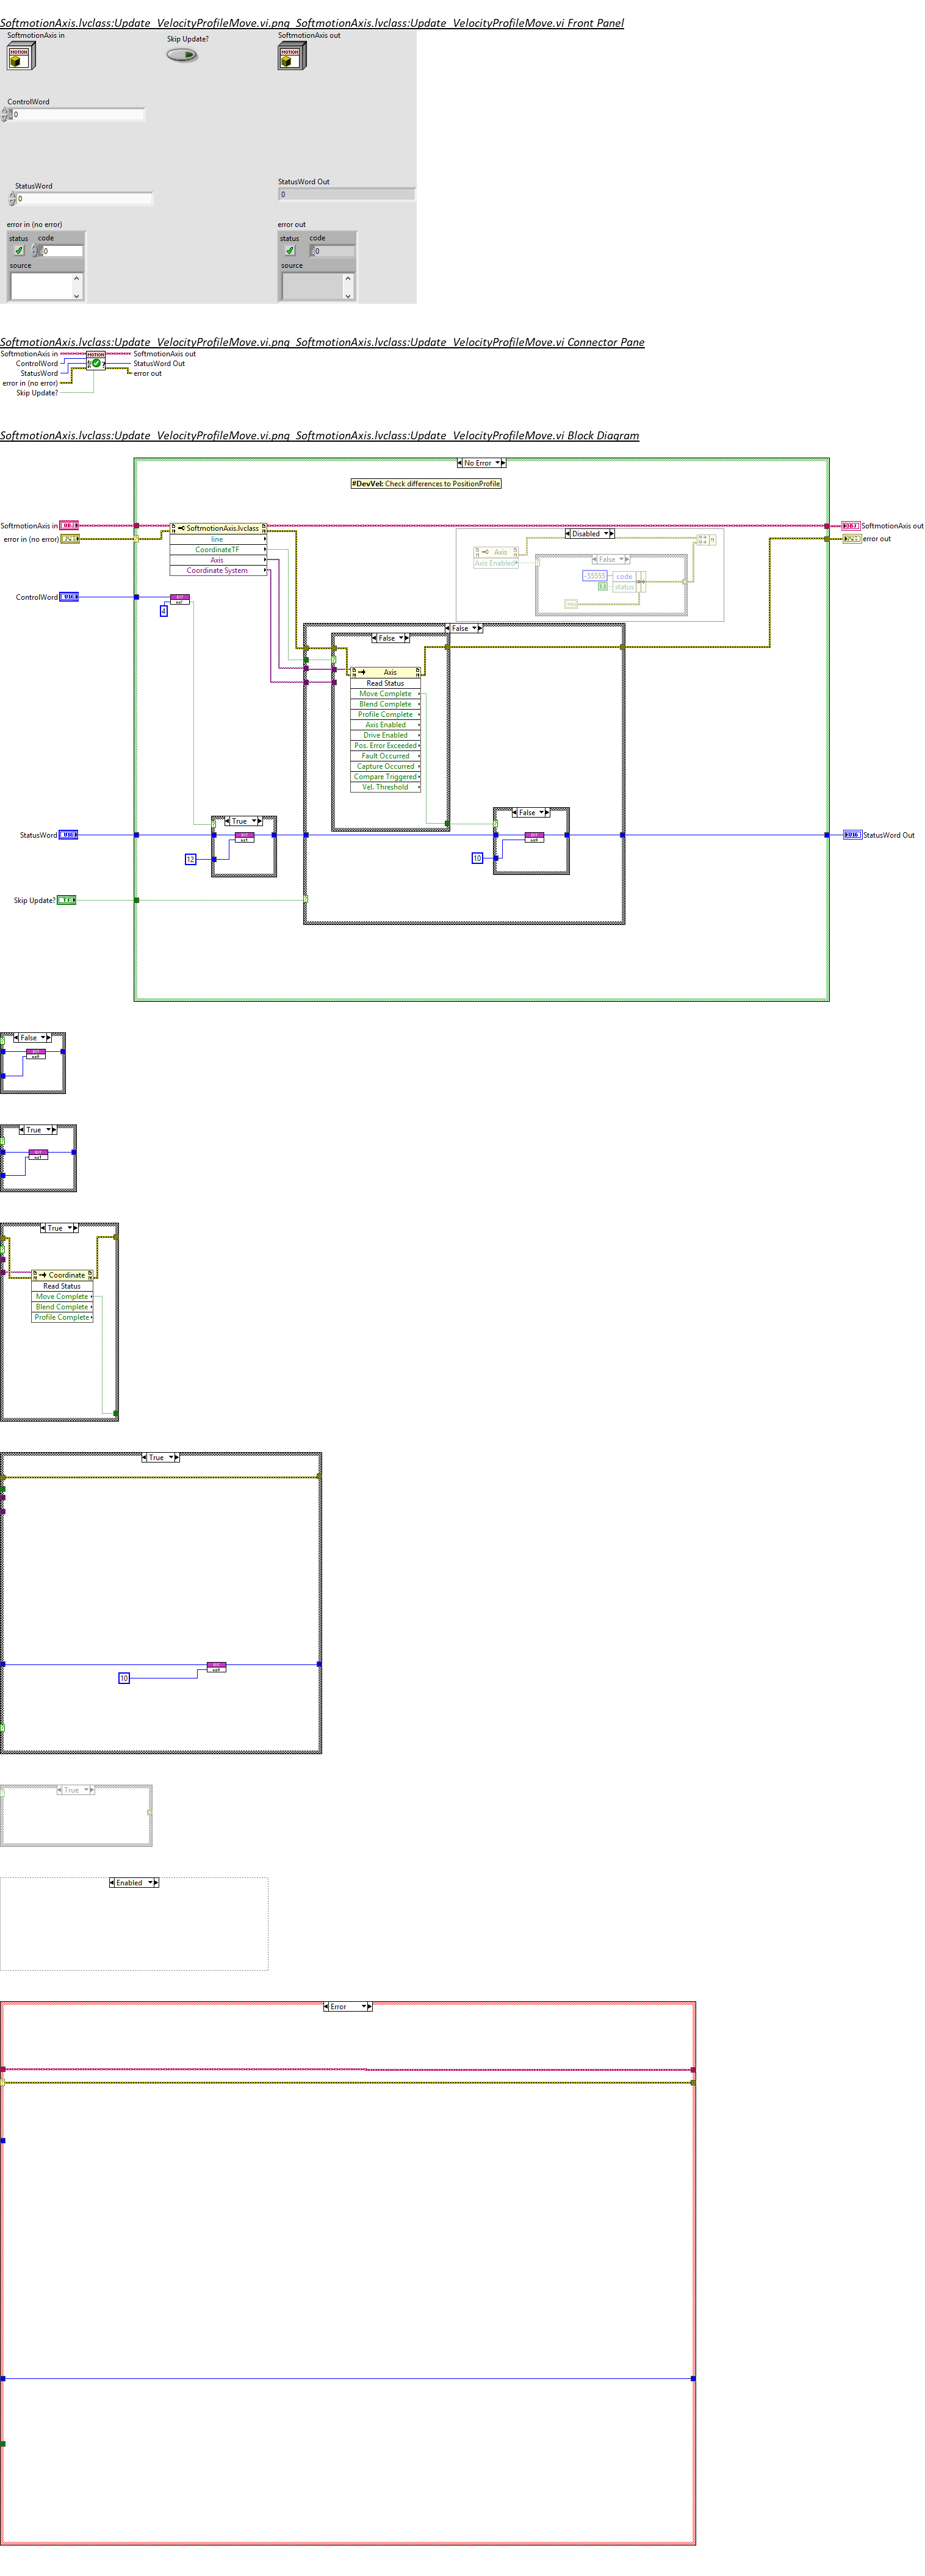 SoftmotionAxis.lvclass:Update_VelocityProfileMove.vi.png_SoftmotionAxis.lvclass:Update_VelocityProfileMove.vi Front Panel
SoftmotionAxis in
Skip Update?
SoftmotionAxis out
MOTION
MOTION
ControlWord
0
StatusWord
0
StatusWord Out
0
error in (no error)
status
code
0
source
error out
status
code
0
source
SoftmotionAxis.lvclass:Update_VelocityProfileMove.vi.png_SoftmotionAxis.lvclass:Update_VelocityProfileMove.vi Connector Pane
SoftmotionAxis in
ControlWord
StatusWord
error in (no error)
Skip Update?
MOTION
SoftmotionAxis out
StatusWord Out
error out
SoftmotionAxis.lvclass:Update_VelocityProfileMove.vi.png_SoftmotionAxis.lvclass:Update_VelocityProfileMove.vi Block Diagram
No Error
#DevVel: Check differences to PositionProfile
SoftmotionAxis in
OBJ
error in (no error)
SoftmotionAxis.lvclass
line
CoordinateTF
Axis
Coordinate System
Disabled
Axis
Axis Enabled
False
-55555
code
status
OBJ
SoftmotionAxis out
error out
ControlWord
U16
4
False
False
Axis
Read Status
Move Complete
Blend Complete
Profile Complete
Axis Enabled
Drive Enabled
Pos. Error Exceeded
Fault Occurred
Capture Occurred
Compare Triggered
Vel. Threshold
StatusWord
U16
True
12
False
10
U16
StatusWord Out
Skip Update?
TF
False
True
True
Coordinate
Read Status
Move Complete
Blend Complete
Profile Complete
True
10
True
Enabled
Error